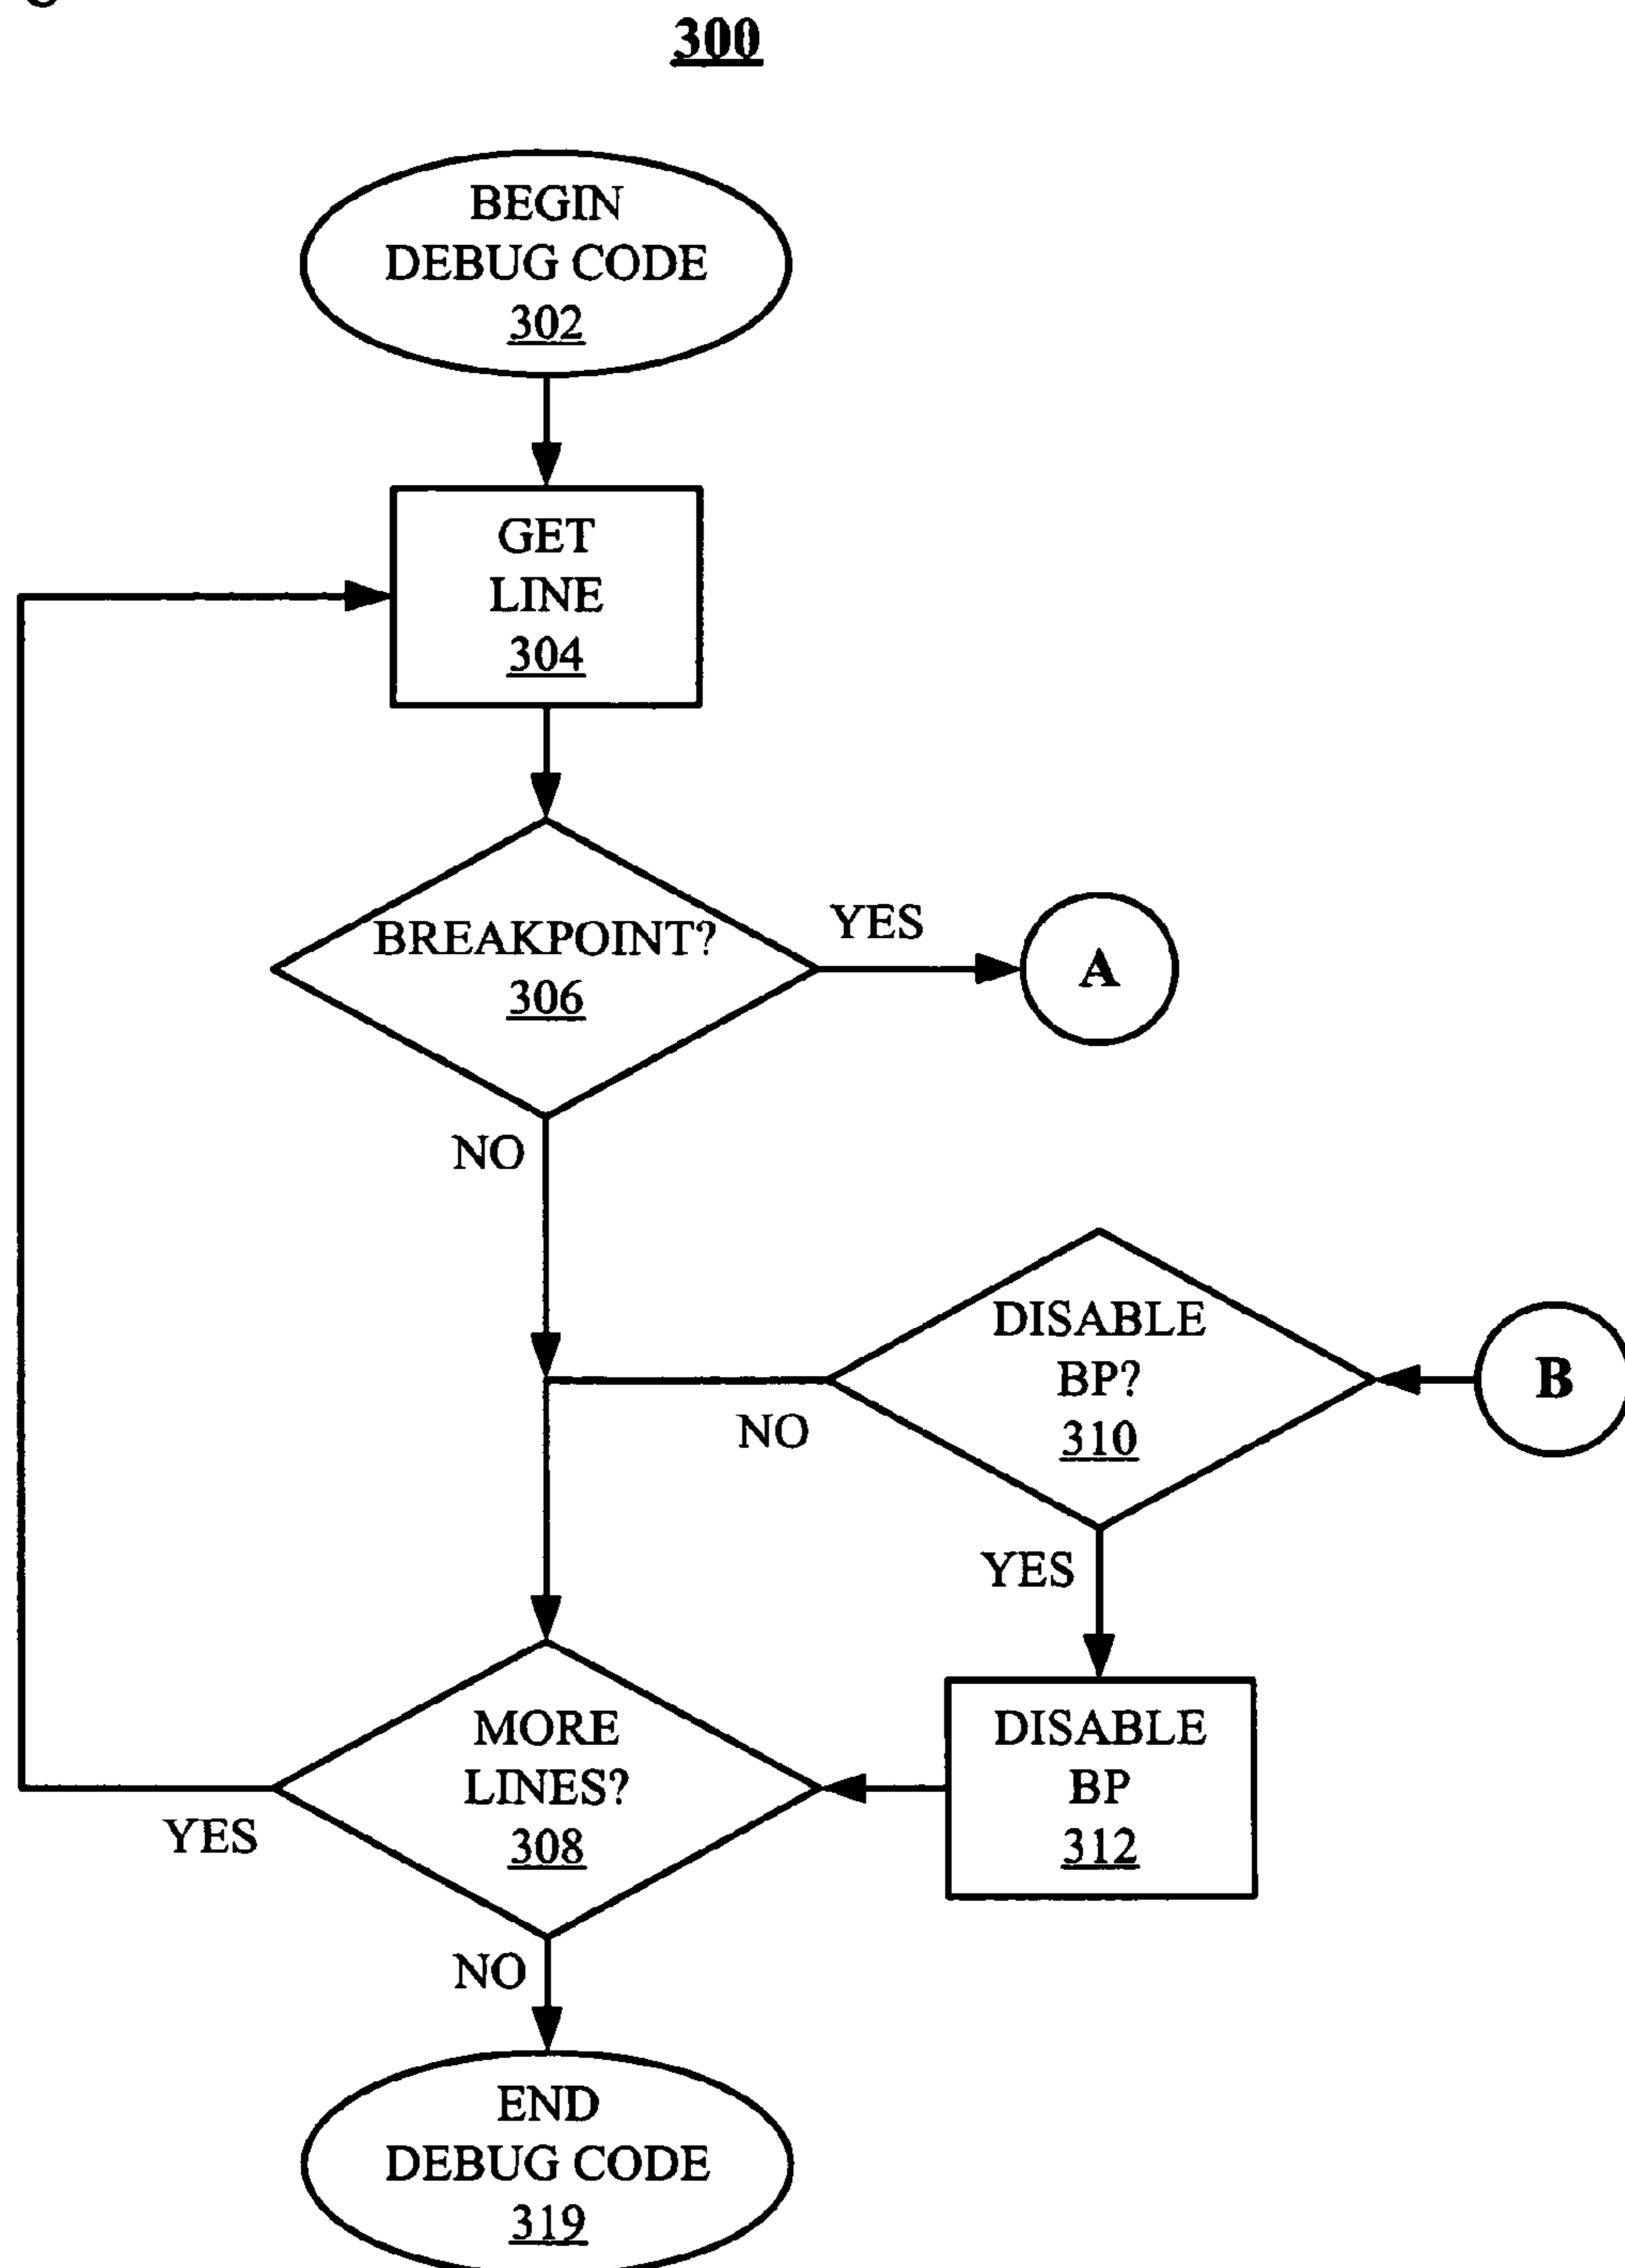 300
BEGIN
DEBUG CODE
302
GET
LINE
304
BREAKPOINT?
306
YES
A
NO
DISABLE
BP?
310
B
NO
YES
MORE
LINES?
308
YES
DISABLE
BP
312
NO
END
DEBUG CODE
319